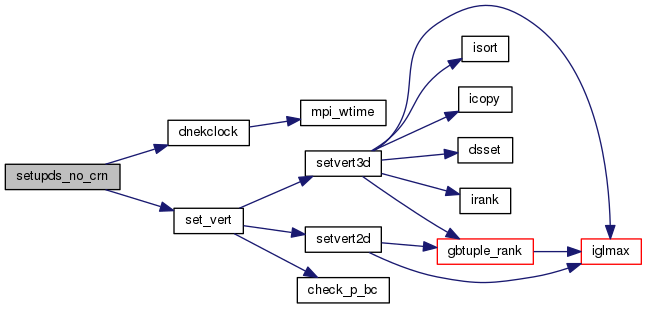 setupds_no_crn
dnekclock
mpi_wtime
set_vert
setvert3d
setvert2d
check_p_bc
isort
icopy
dsset
irank
gbtuple_rank
iglmax